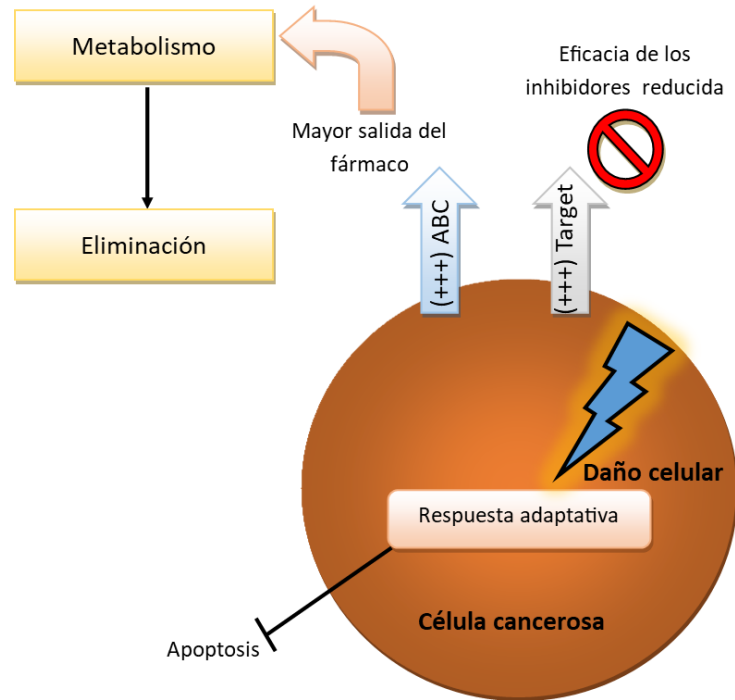 Metabolismo
Eficacia de los
inhibidores reducida
Mayor salida del
fármaco
Eliminación
(+++) ABC
(+++) Target
Daño celular
Respuesta adaptativa
Célula cancerosa
Apoptosis